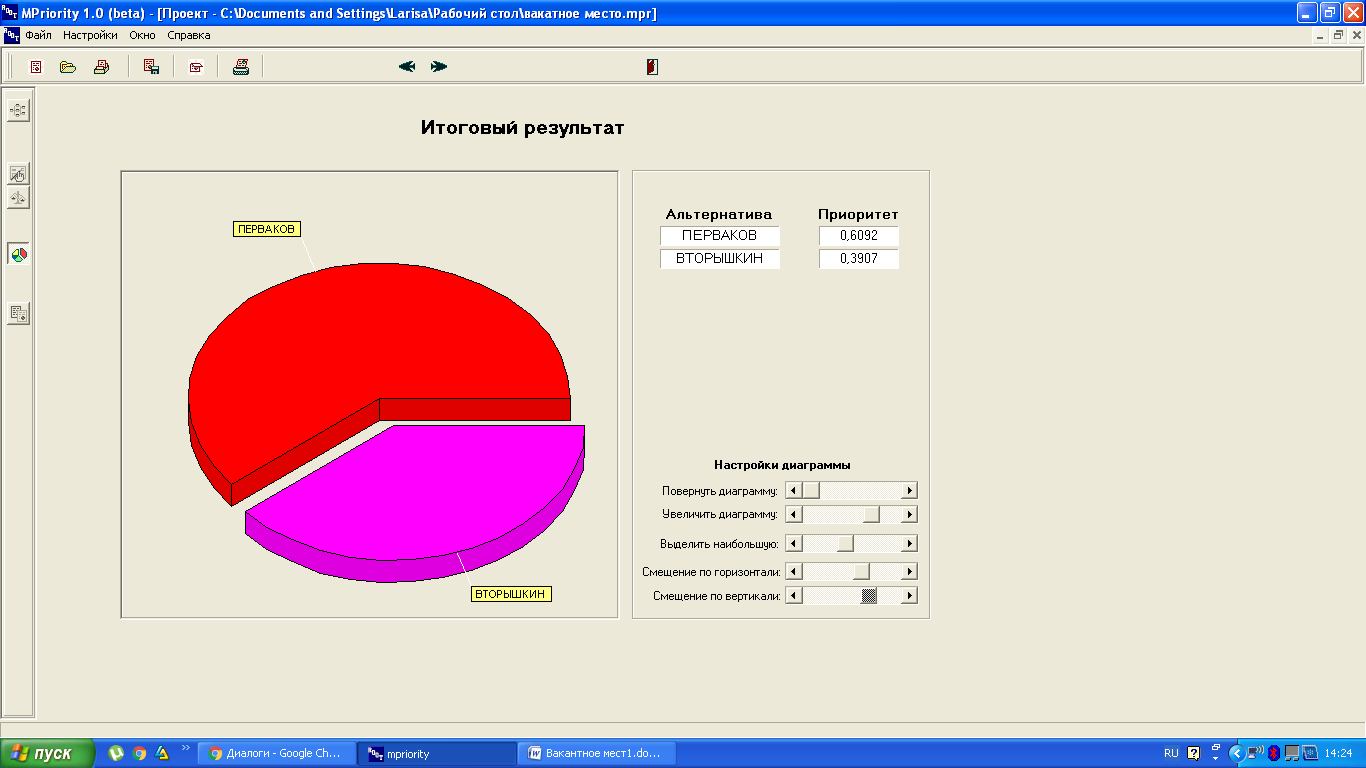 MPriority 1.0 (beta) - [Проект - C:\Documents and Settings\Larisa\Рабочий стол\вакатное место.mpr]
Файл Настройки Окно Справка
Итоговый результат
ПЕРВАКОВ
ВТОРЫШКИН
Альтернатива Приоритет
ПЕРВАКОВ 0,6092
ВТОРЫШКИН 0,3907
Настройки диаграммы
Повернуть диаграмму:
Увеличить диаграмму:
Выделить наибольшую:
Смещение по горизонтали:
Смещение по вертикали:
пуск Диалоги - Google Ch... mpriority Вакантное мест1.do... RU 14:24